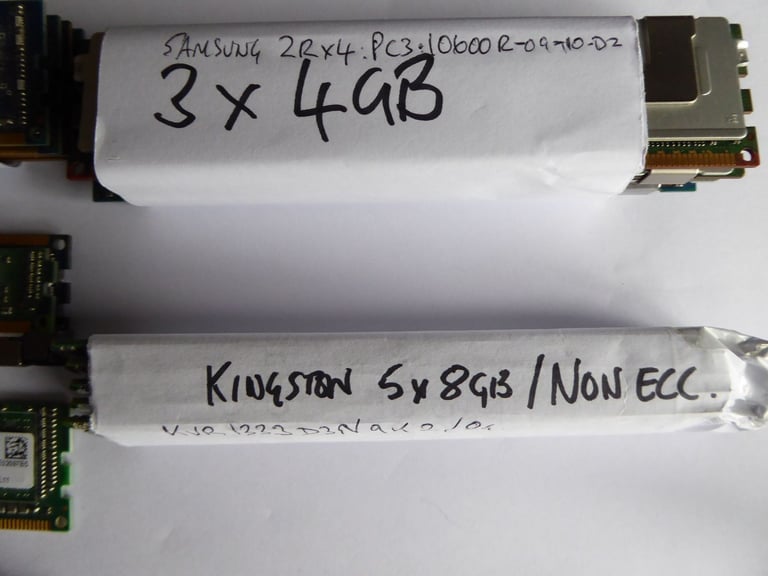 SAMSUNG 2RX4.PC3.10600R-09-10-D2
3 x 4GB
KINGSTON 5x8GB/NON ECC.